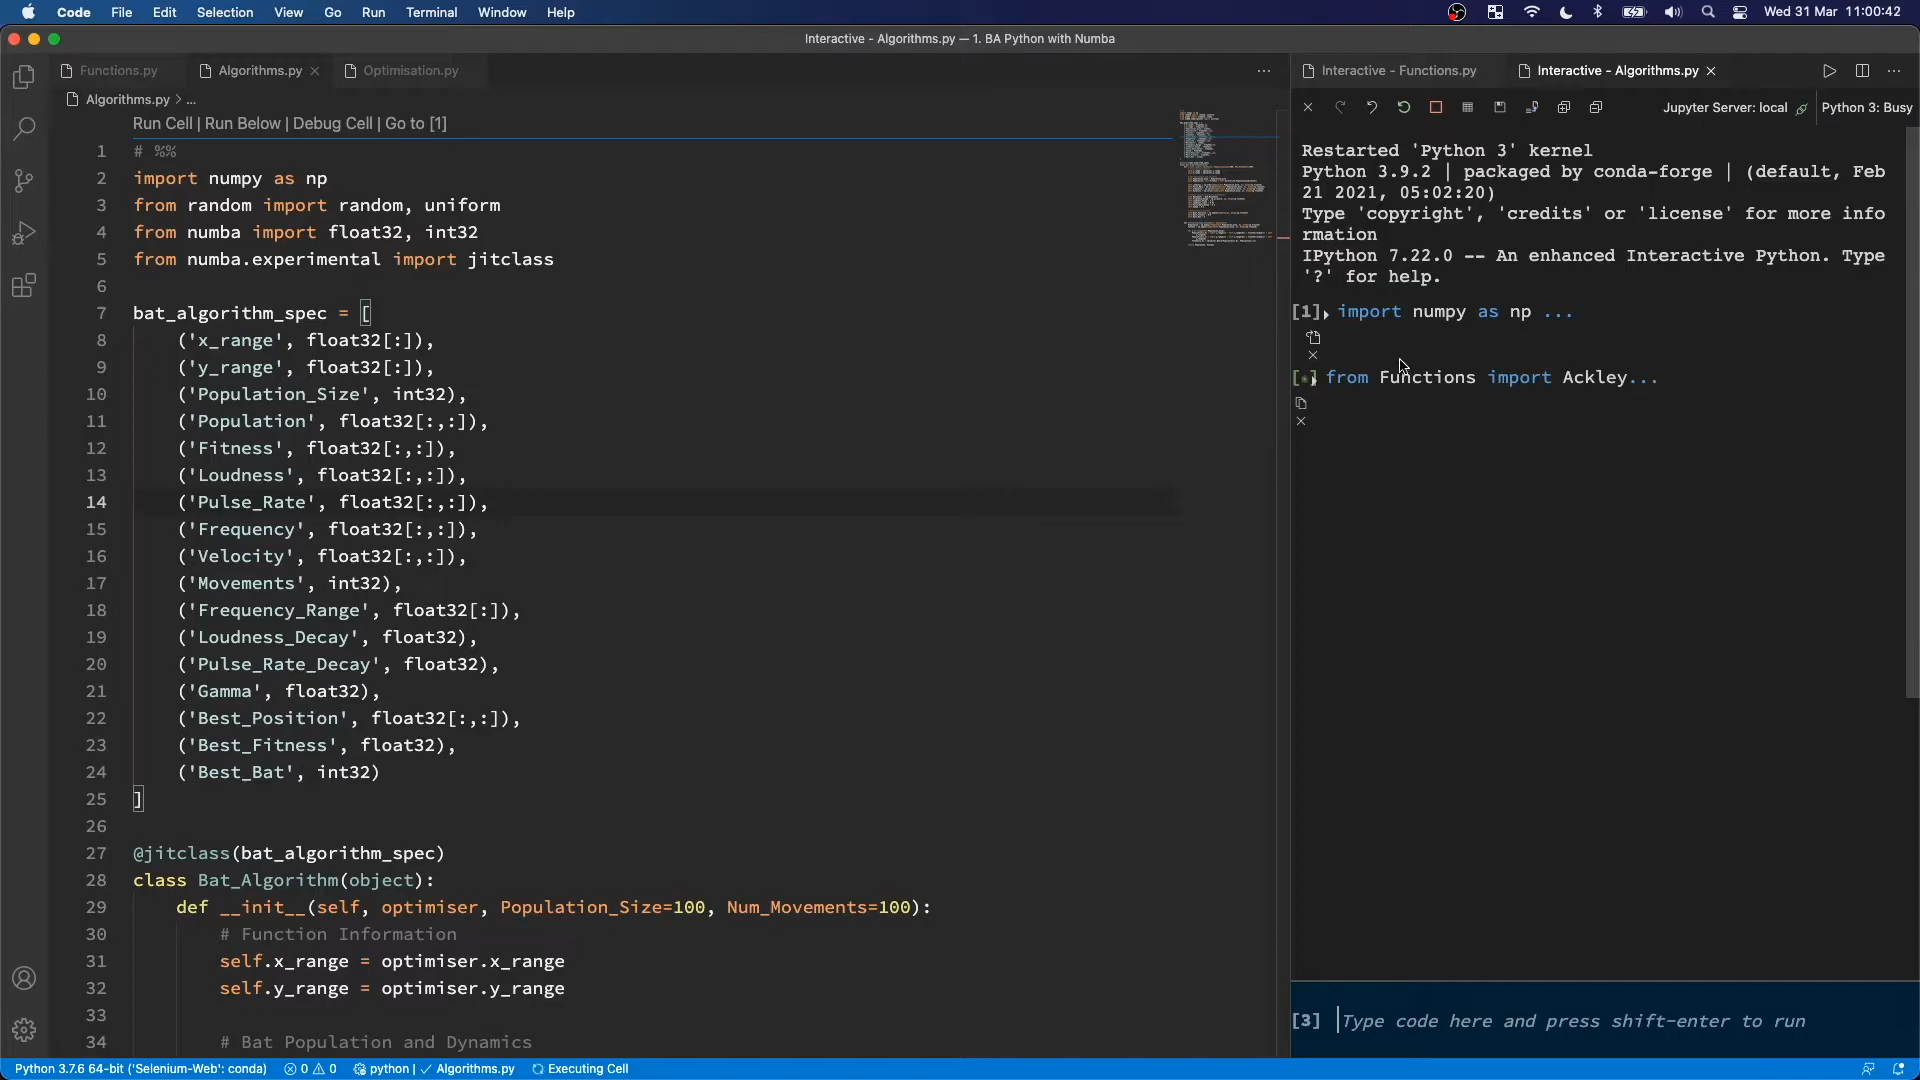 Code File Edit Selection View Go Run Terminal Window Help Wed 31 Mar 11:00:42
Interactive - Algorithms.py — 1. BA Python with Numba
Functions.py Algorithms.py Optimisation.py
Algorithms.py > ...
Run Cell | Run Below | Debug Cell | Go to [1]
1 # %%
2 import numpy as np
3 from random import random, uniform
4 from numba import float32, int32
5 from numba.experimental import jitclass
6
7 bat_algorithm_spec = [
8 ('x_range', float32[:]),
9 ('y_range', float32[:]),
10 ('Population_Size', int32),
11 ('Population', float32[:,:]),
12 ('Fitness', float32[:,:]),
13 ('Loudness', float32[:,:]),
14 ('Pulse_Rate', float32[:,:]),
15 ('Frequency', float32[:,:]),
16 ('Velocity', float32[:,:]),
17 ('Movements', int32),
18 ('Frequency_Range', float32[:]),
19 ('Loudness_Decay', float32),
20 ('Pulse_Rate_Decay', float32),
21 ('Gamma', float32),
22 ('Best_Position', float32[:,:]),
23 ('Best_Fitness', float32),
24 ('Best_Bat', int32)
25 ]
26
27 @jitclass(bat_algorithm_spec)
28 class Bat_Algorithm(object):
29 def __init__(self, optimiser, Population_Size=100, Num_Movements=100):
30 # Function Information
31 self.x_range = optimiser.x_range
32 self.y_range = optimiser.y_range
33
34 # Bat Population and Dynamics
Interactive - Functions.py Interactive - Algorithms.py
Jupyter Server: local Python 3: Busy
Restarted 'Python 3' kernel
Python 3.9.2 | packaged by conda-forge | (default, Feb
21 2021, 05:02:20)
Type 'copyright', 'credits' or 'license' for more info
rmation
IPython 7.22.0 -- An enhanced Interactive Python. Type
'?' for help.
[1] import numpy as np ...
[*] from Functions import Ackley...
[3] Type code here and press shift-enter to run
Python 3.7.6 64-bit ('Selenium-Web': conda) 0 0 python | ✓ Algorithms.py Executing Cell